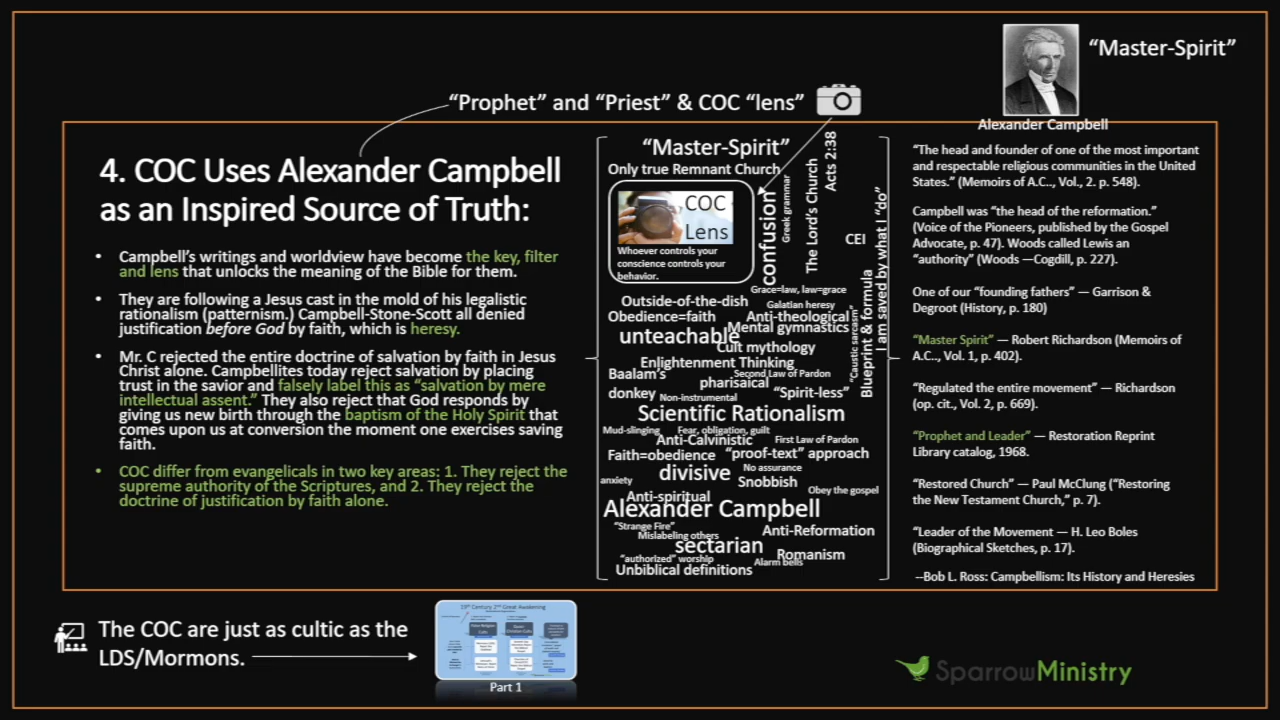 "Master-Spirit"
"Prophet" and "Priest" & COC "lens"
Alexander Campbell
4. COC Uses Alexander Campbell
as an Inspired Source of Truth:
• Campbell's writings and worldview have become the key, filter
and lens that unlocks the meaning of the Bible for them.
• They are following a Jesus cast in the mold of his legalistic
rationalism (patternism.) Campbell-Stone-Scott all denied
justification before God by faith, which is heresy.
• Mr. C rejected the entire doctrine of salvation by faith in Jesus
Christ alone. Campbellites today reject salvation by placing
trust in the savior and falsely label this as "salvation by mere
intellectual assent." They also reject that God responds by
giving us new birth through the baptism of the Holy Spirit that
comes upon us at conversion the moment one exercises saving
faith.
• COC differ from evangelicals in two key areas: 1. They reject the
supreme authority of the Scriptures, and 2. They reject the
doctrine of justification by faith alone.
"Master-Spirit"
Only true Remnant Church
COC
Lens
Whoever controls your
conscience controls your
behavior.
confusion
Greek grammar
The Lord's Church
Acts 2:38
CEI
I am saved by what I "do"
Blueprint & formula
"Caustic sarcasm"
Grace=law, law=grace
Outside-of-the-dish
Galatian heresy
Obedience=faith
Anti-theological
unteachable
Mental gymnastics
Cult mythology
Enlightenment Thinking
Baalam's
Second Law of Pardon
pharisaical
donkey
Non-instrumental
"Spirit-less"
Scientific Rationalism
Mud-slinging
Fear, obligation, guilt
Anti-Calvinistic
First Law of Pardon
Faith=obedience
"proof-text" approach
divisive
No assurance
anxiety
Snobbish
Anti-spiritual
Obey the gospel
Alexander Campbell
"Strange Fire"
Mislabeling others
Anti-Reformation
sectarian
"authorized" worship
Romanism
Alarm bells
Unbiblical definitions
"The head and founder of one of the most important
and respectable religious communities in the United
States." (Memoirs of A.C.., Vol., 2. p. 548).
Campbell was "the head of the reformation."
(Voice of the Pioneers, published by the Gospel
Advocate, p. 47). Woods called Lewis an
"authority" (Woods —Cogdill, p. 227).
One of our "founding fathers" — Garrison &
Degroot (History, p. 180)
"Master Spirit" — Robert Richardson (Memoirs of
A.C.., Vol. 1, p. 402).
"Regulated the entire movement" — Richardson
(op. cit., Vol. 2, p. 669).
"Prophet and Leader" — Restoration Reprint
Library catalog, 1968.
"Restored Church" — Paul McClung ("Restoring
the New Testament Church," p. 7).
"Leader of the Movement — H. Leo Boles
(Biographical Sketches, p. 17).
--Bob L. Ross: Campbellism: Its History and Heresies
The COC are just as cultic as the
LDS/Mormons.
19th Century 2nd Great Awakening
Part 1
SparrowMinistry